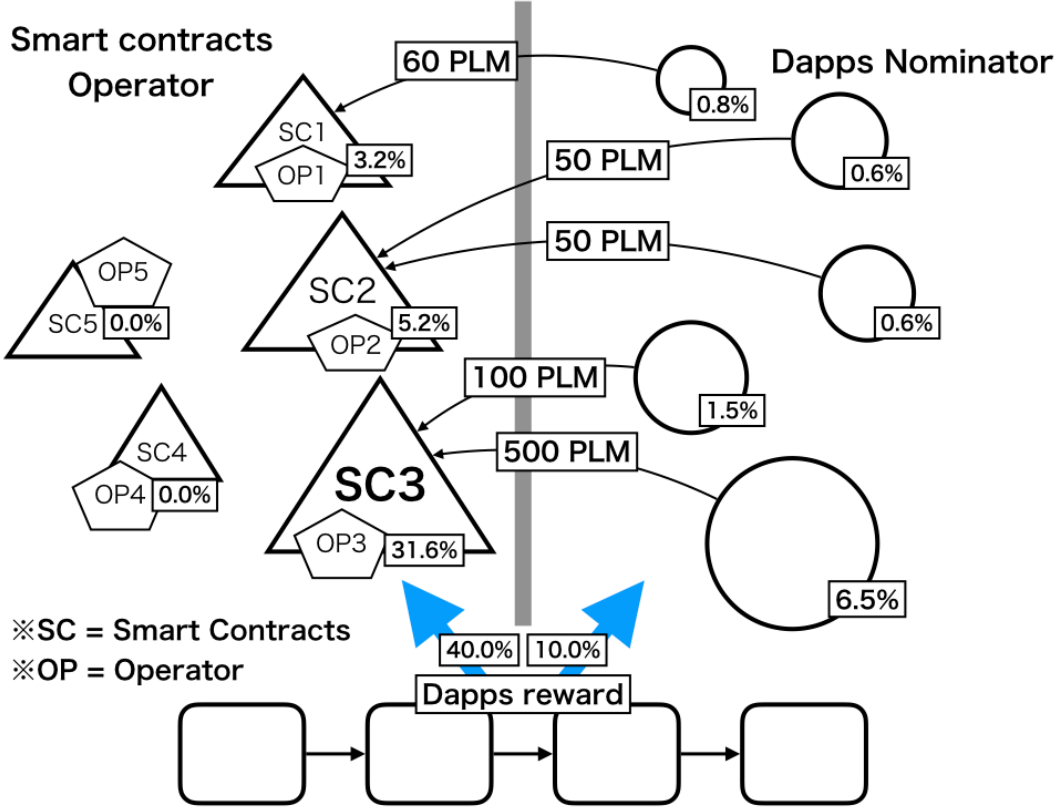 Smart contracts
Operator
Dapps Nominator
60 PLM
0.8%
SC1
3.2%
OP1
50 PLM
0.6%
50 PLM
0.6%
SC2
5.2%
OP2
OP5
SC5
0.0%
100 PLM
1.5%
500 PLM
SC4
OP4
0.0%
SC3
OP3
31.6%
6.5%
※SC = Smart Contracts
※OP = Operator
40.0%
10.0%
Dapps reward